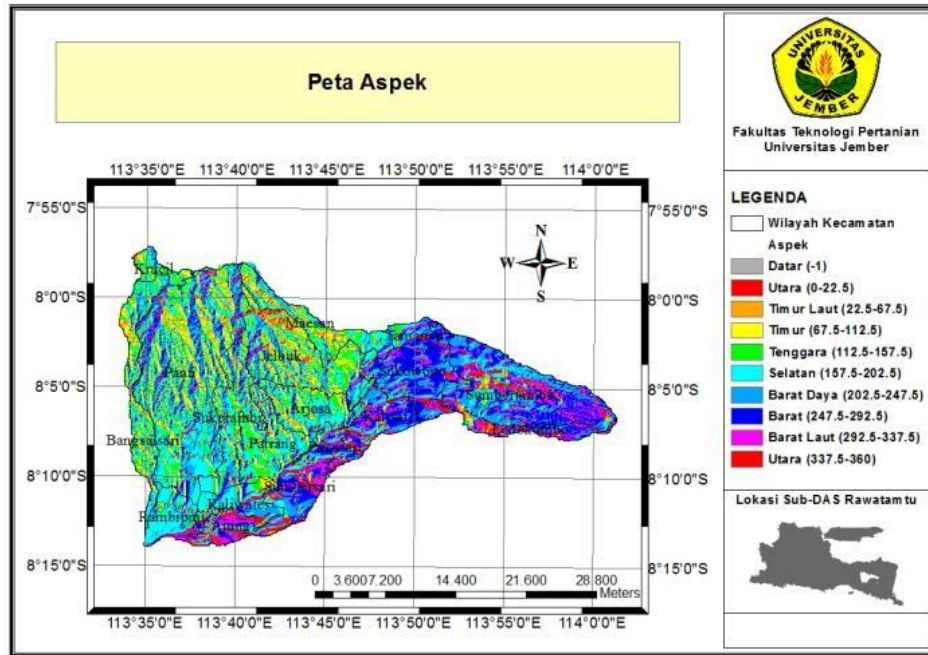 Peta Aspek
UNIVERSITAS
JEMBER
Fakultas Teknologi Pertanian
Universitas Jember
113°35'0"E 113°40'0"E 113°45'0"E 113°50'0"E 113°55'0"E 114°0'0"E
7°55'0"S 7°55'0"S
N
W E
S
8°0'0"S 8°0'0"S
8°5'0"S 8°5'0"S
8°10'0"S 8°10'0"S
8°15'0"S 8°15'0"S
Maesan
Jelbuk
Panti
Arjasa
Bangsalsari
Patrang
0 3.600 7.200 14.400 21.600 28.800
Meters
113°35'0"E 113°40'0"E 113°45'0"E 113°50'0"E 113°55'0"E 114°0'0"E
LEGENDA
Wilayah Kecamatan
Aspek
Datar (-1)
Utara (0-22.5)
Timur Laut (22.5-67.5)
Timur (67.5-112.5)
Tenggara (112.5-157.5)
Selatan (157.5-202.5)
Barat Daya (202.5-247.5)
Barat (247.5-292.5)
Barat Laut (292.5-337.5)
Utara (337.5-360)
Lokasi Sub-DAS Rawatamtu